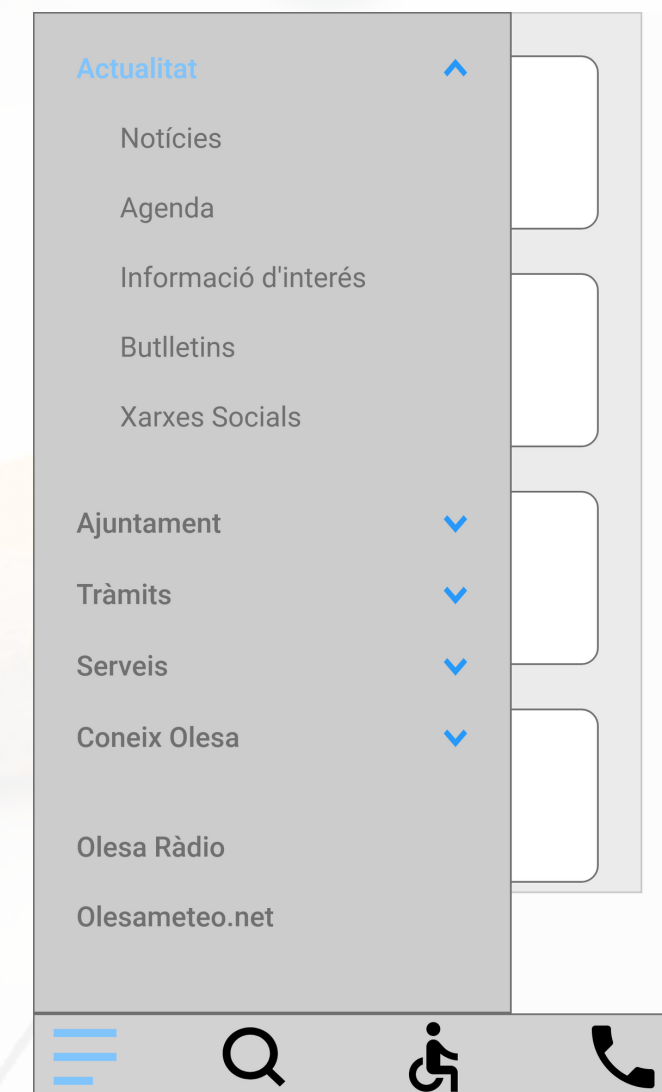 Actualitat
Notícies
Agenda
Informació d'interés
Butlletins
Xarxes Socials
Ajuntament
Tràmits
Serveis
Coneix Olesa
Olesa Ràdio
Olesameteo.net